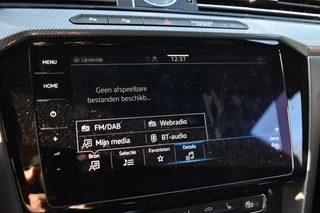 MENU
Lijndenstije
12:37
HOME
Geen afspeelbare
bestanden beschikb...
FM/DAB
Webradio
Mijn media
BT-audio
Bron
Selectie
Favorieten
Details